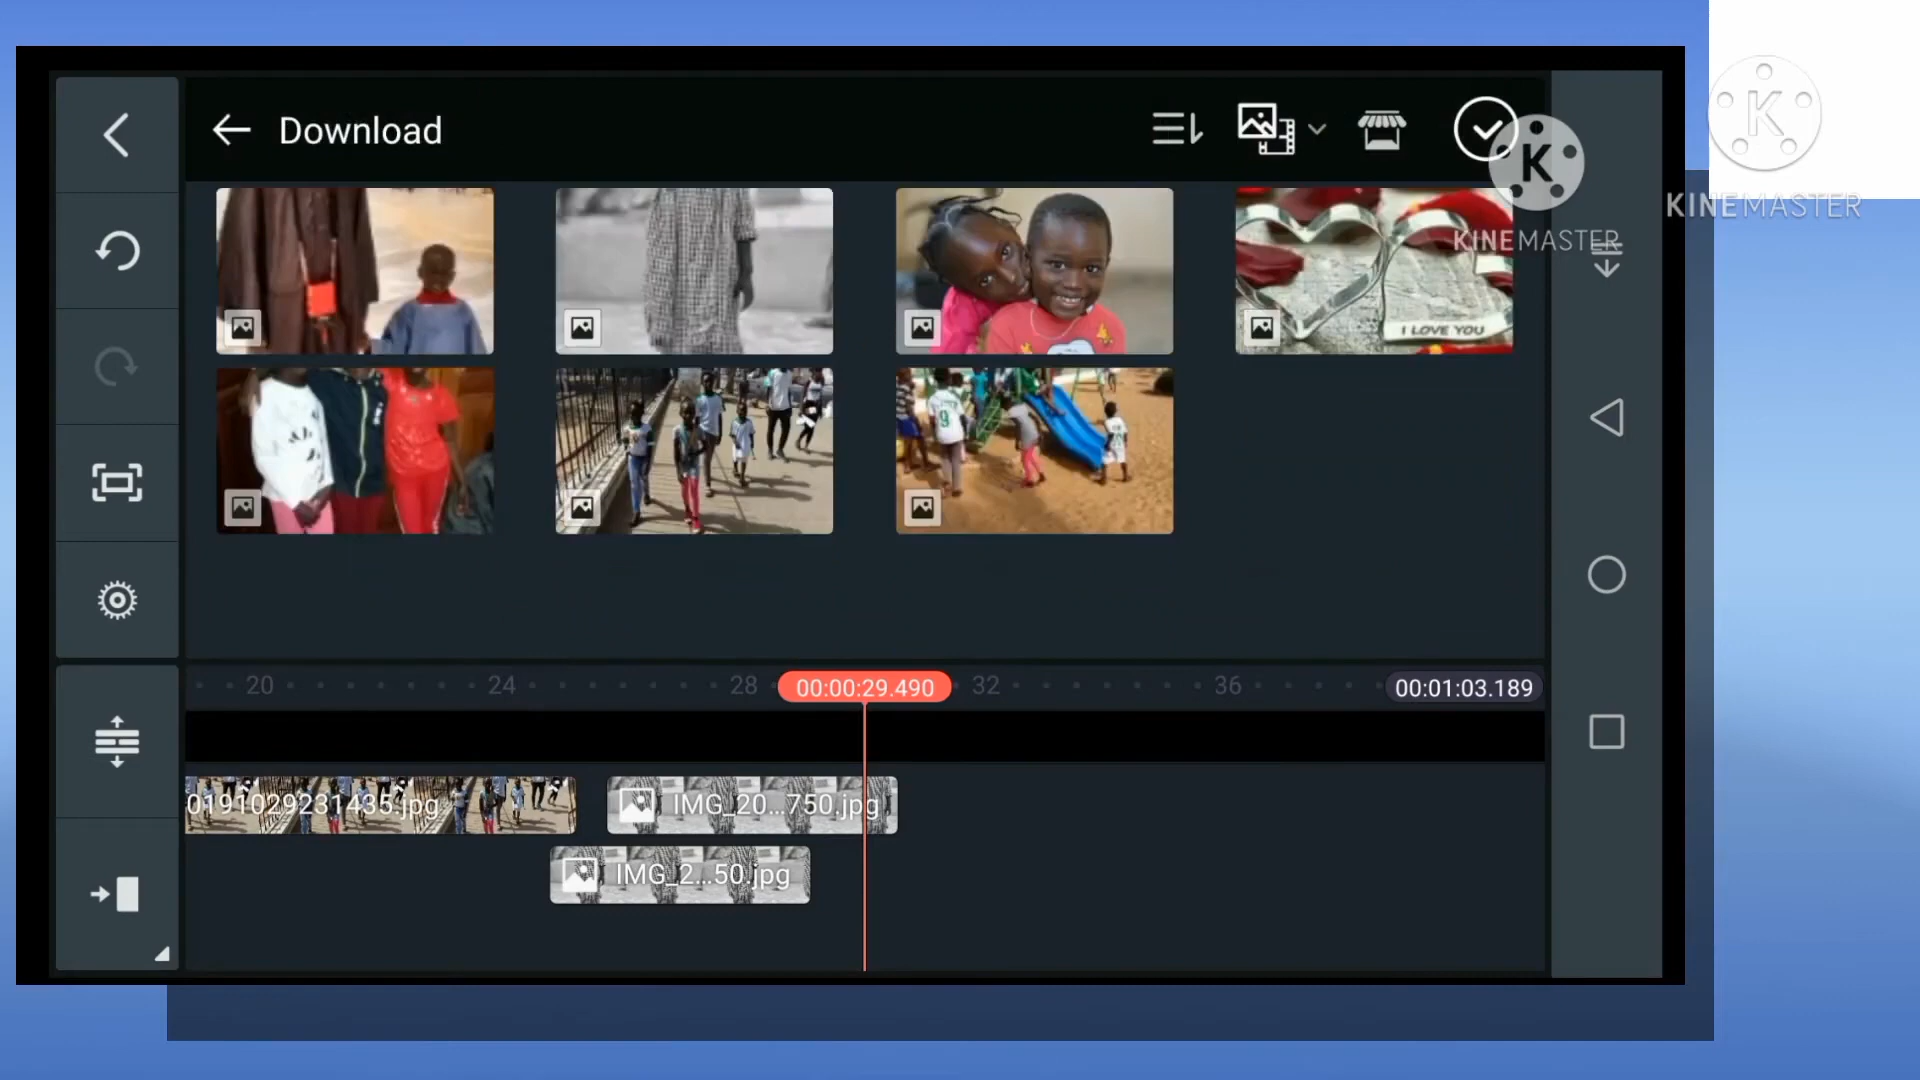 Download
K
KINEMASTER
K
KINEMASTER
I LOVE YOU
9
20 24 28 00:00:29.490 32 36 00:01:03.189
0191029231435.jpg
IMG_20...750.jpg
IMG_2...50.jpg